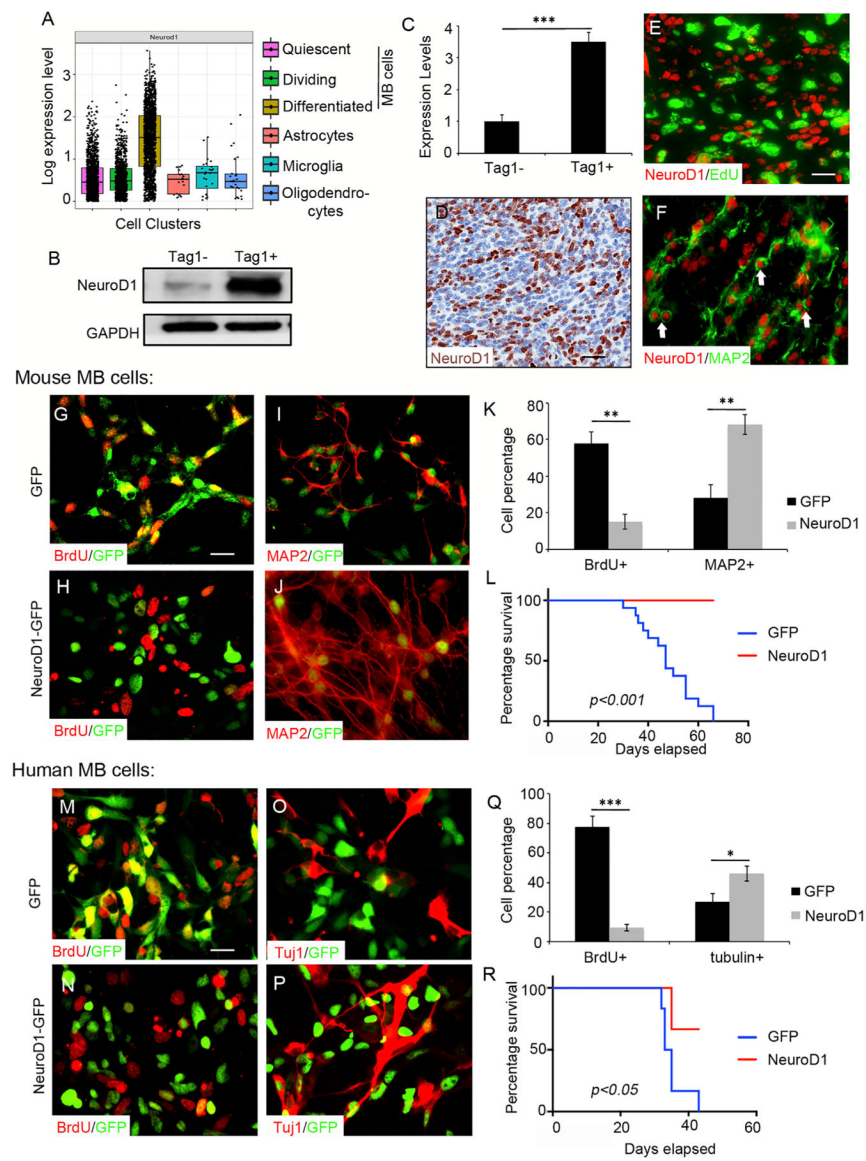 A
Neurod1
Log expression level
3
2
1
0
Cell Clusters
Quiescent
Dividing
Differentiated
Astrocytes
Microglia
Oligodendro-
cytes
MB cells
B
Tag1-
Tag1+
NeuroD1
GAPDH
C
***
Expression Levels
4
3
2
1
0
Tag1-
Tag1+
D
NeuroD1
E
NeuroD1/EdU
F
NeuroD1/MAP2
Mouse MB cells:
GFP
G
BrdU/GFP
I
MAP2/GFP
NeuroD1-GFP
H
BrdU/GFP
J
MAP2/GFP
K
Cell percentage
80
60
40
20
0
**
**
BrdU+
MAP2+
GFP
NeuroD1
L
Percentage survival
100
50
0
p<0.001
0
20
40
60
80
Days elapsed
GFP
NeuroD1
Human MB cells:
GFP
M
BrdU/GFP
O
Tuj1/GFP
NeuroD1-GFP
N
BrdU/GFP
P
Tuj1/GFP
Q
Cell percentage
100
80
60
40
20
0
***
*
BrdU+
tubulin+
GFP
NeuroD1
R
Percentage survival
100
50
0
p<0.05
0
20
40
60
Days elapsed
GFP
NeuroD1